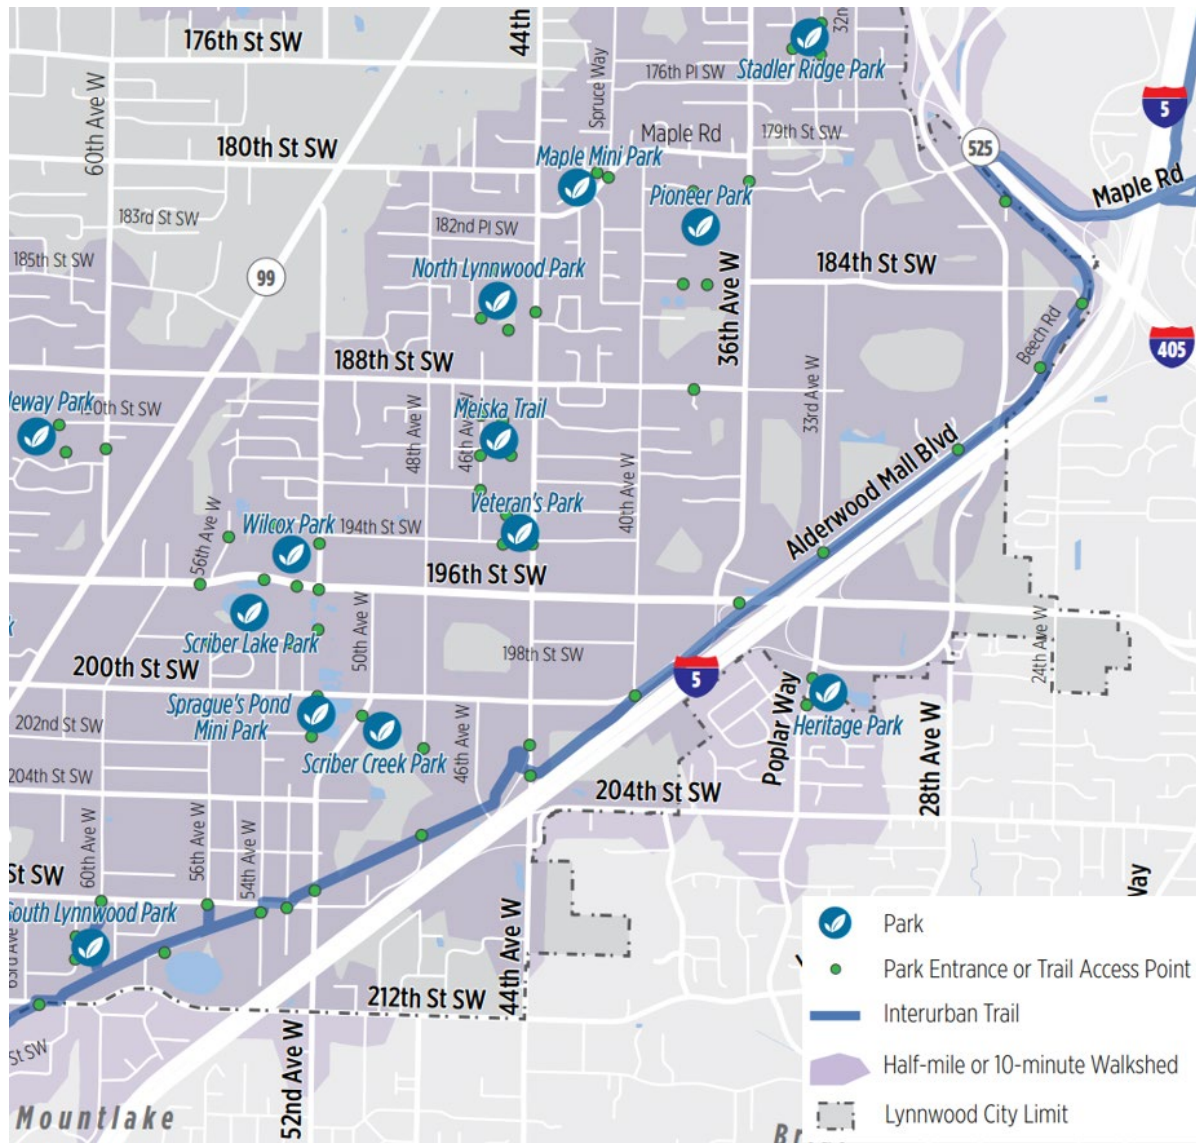 176th St SW
44th
32n
Spruce Way
176th Pl SW
Stadler Ridge Park
5
60th Ave W
180th St SW
Maple Rd
179th St SW
525
Maple Mini Park
Pioneer Park
Maple Rd
183rd St SW
182nd Pl SW
185th St SW
99
North Lynnwood Park
184th St SW
36th Ave W
Beech Rd
405
188th St SW
leway Park
190th St SW
Meiska Trail
48th Ave W
46th Ave W
33rd Ave W
40th Ave W
Alderwood Mall Blvd
Veteran's Park
56th Ave W
Wilcox Park
194th St SW
196th St SW
Scriber Lake Park
50th Ave W
198th St SW
24th Ave W
200th St SW
5
Sprague's Pond
Mini Park
202nd St SW
Scriber Creek Park
46th Ave W
Poplar Way
Heritage Park
28th Ave W
204th St SW
204th St SW
60th Ave W
56th Ave W
54th Ave W
St SW
South Lynnwood Park
63rd Ave
44th Ave W
212th St SW
St SW
52nd Ave W
Way
Mountlake
Br
Park
Park Entrance or Trail Access Point
Interurban Trail
Half-mile or 10-minute Walkshed
Lynnwood City Limit